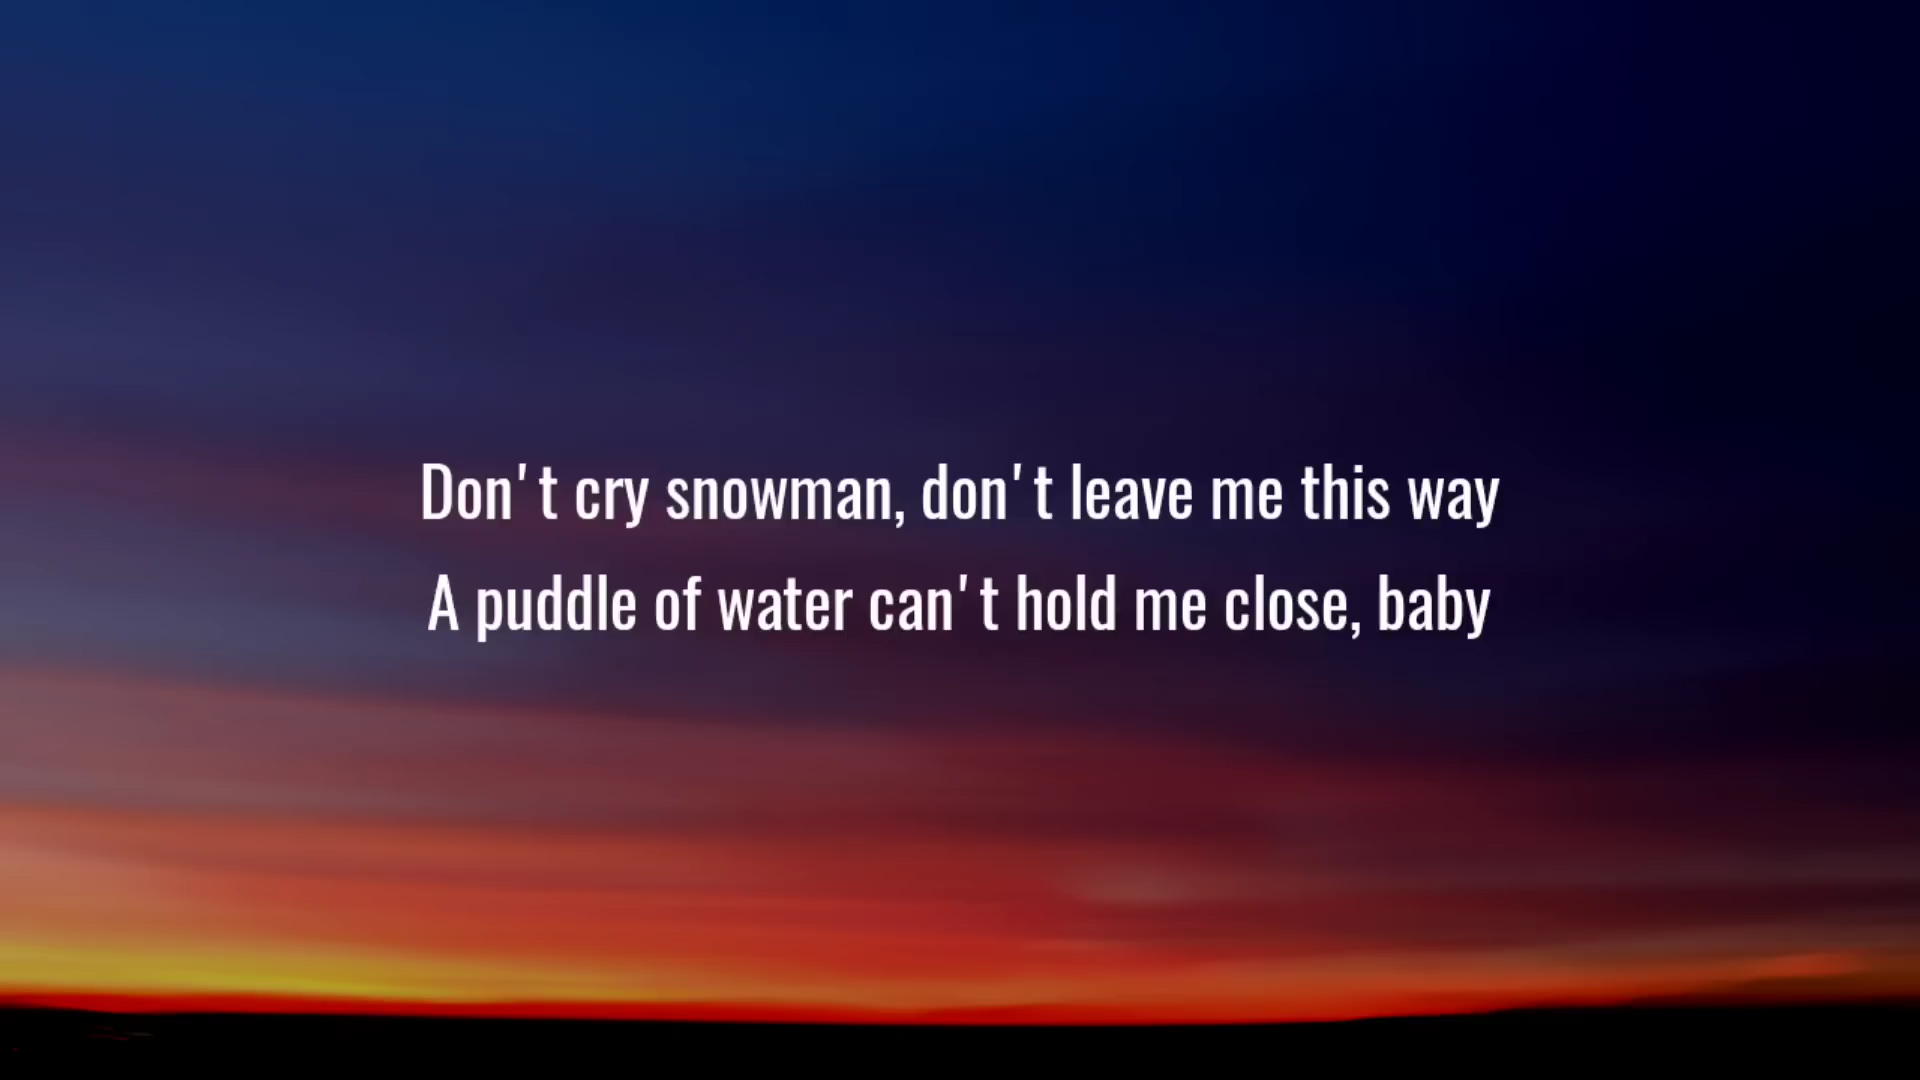 Don't cry snowman, don't leave me this way
A puddle of water can't hold me close, baby